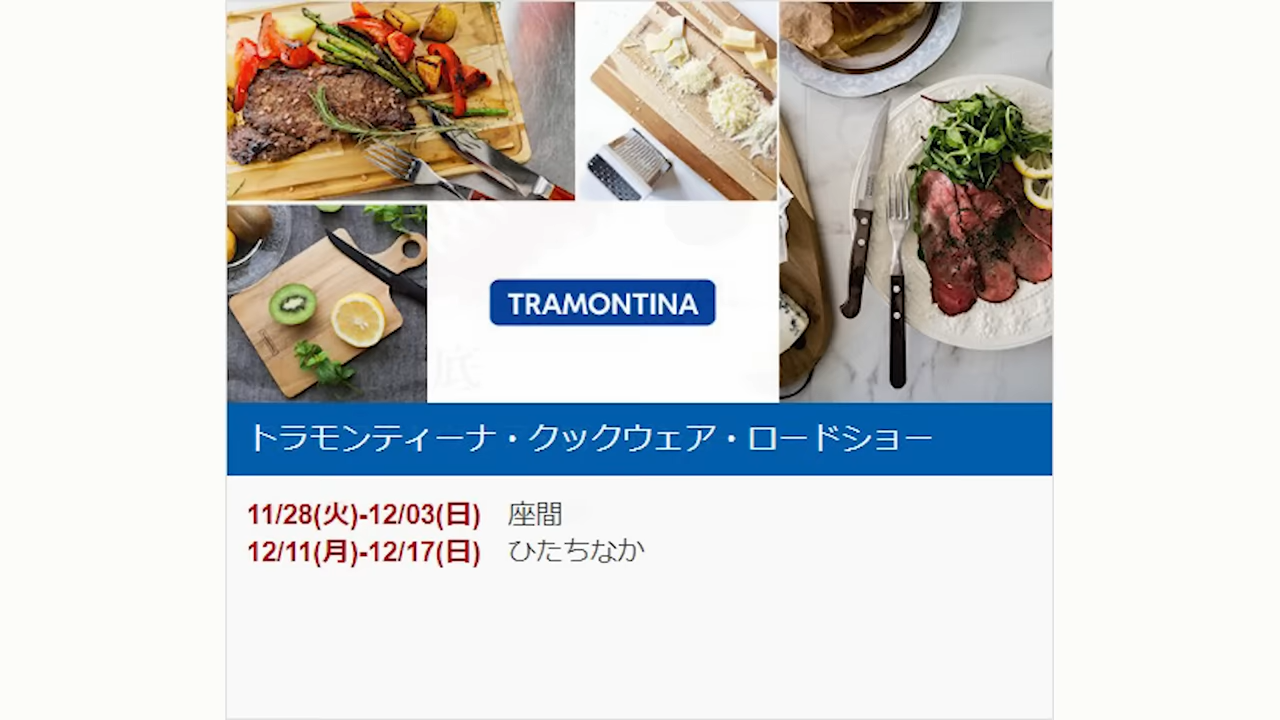 TRAMONTINA
トラモンティーナ・クックウェア・ロードショー
11/28(火)-12/03(日) 座間
12/11(月)-12/17(日) ひたちなか